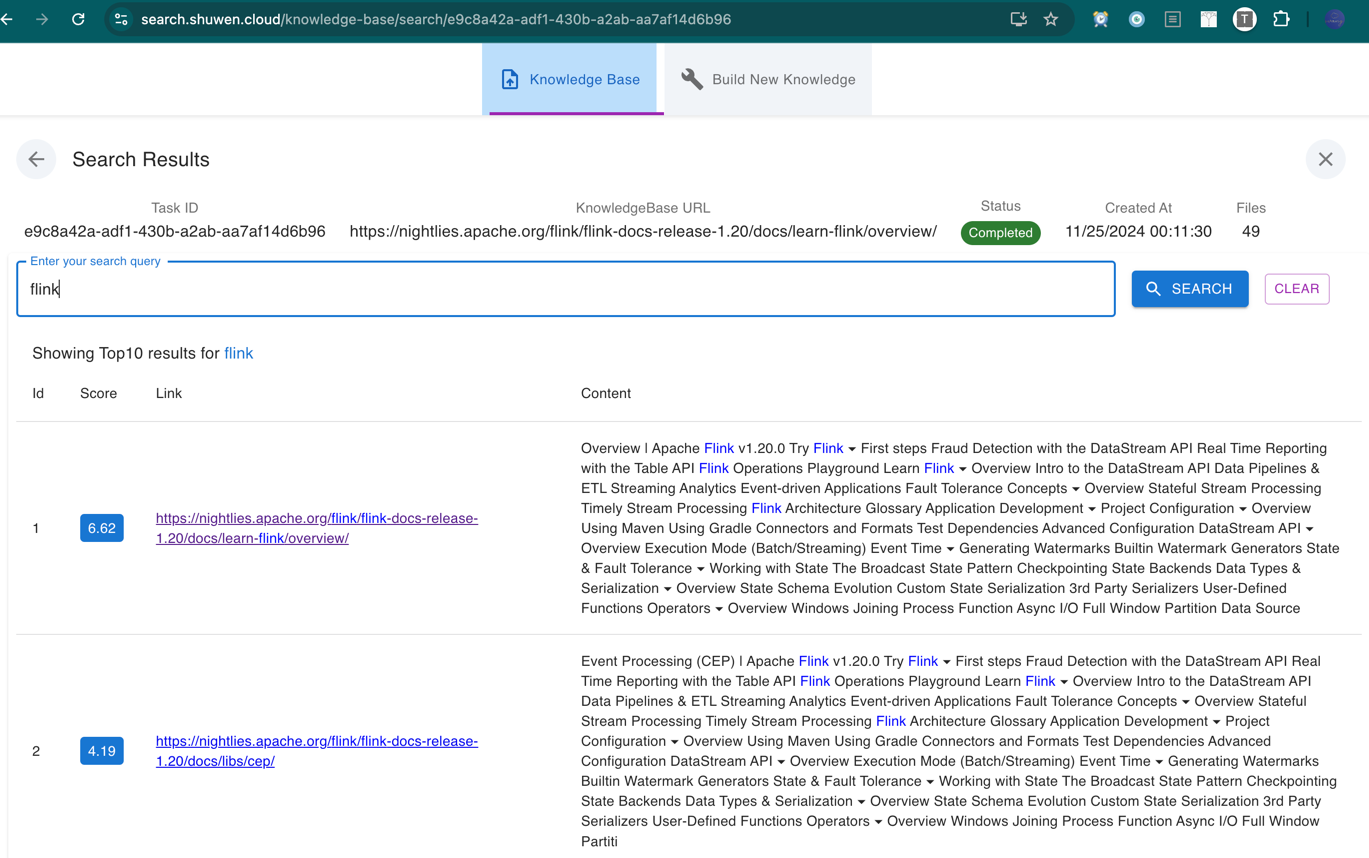 search.shuwen.cloud/knowledge-base/search/e9c8a42a-adf1-430b-a2ab-aa7af14d6b96
T
Knowledge Base
Build New Knowledge
Search Results
Task ID
KnowledgeBase URL
Status
Created At
Files
e9c8a42a-adf1-430b-a2ab-aa7af14d6b96
https://nightlies.apache.org/flink/flink-docs-release-1.20/docs/learn-flink/overview/
Completed
11/25/2024 00:11:30
49
Enter your search query
flink
SEARCH
CLEAR
Showing Top10 results for flink
Id
Score
Link
Content
1
6.62
https://nightlies.apache.org/flink/flink-docs-release-
1.20/docs/learn-flink/overview/
Overview | Apache Flink v1.20.0 Try Flink ▾ First steps Fraud Detection with the DataStream API Real Time Reporting
with the Table API Flink Operations Playground Learn Flink ▾ Overview Intro to the DataStream API Data Pipelines &
ETL Streaming Analytics Event-driven Applications Fault Tolerance Concepts ▾ Overview Stateful Stream Processing
Timely Stream Processing Flink Architecture Glossary Application Development ▾ Project Configuration ▾ Overview
Using Maven Using Gradle Connectors and Formats Test Dependencies Advanced Configuration DataStream API ▾
Overview Execution Mode (Batch/Streaming) Event Time ▾ Generating Watermarks Builtin Watermark Generators State
& Fault Tolerance ▾ Working with State The Broadcast State Pattern Checkpointing State Backends Data Types &
Serialization ▾ Overview State Schema Evolution Custom State Serialization 3rd Party Serializers User-Defined
Functions Operators ▾ Overview Windows Joining Process Function Async I/O Full Window Partition Data Source
2
4.19
https://nightlies.apache.org/flink/flink-docs-release-
1.20/docs/libs/cep/
Event Processing (CEP) | Apache Flink v1.20.0 Try Flink ▾ First steps Fraud Detection with the DataStream API Real
Time Reporting with the Table API Flink Operations Playground Learn Flink ▾ Overview Intro to the DataStream API
Data Pipelines & ETL Streaming Analytics Event-driven Applications Fault Tolerance Concepts ▾ Overview Stateful
Stream Processing Timely Stream Processing Flink Architecture Glossary Application Development ▾ Project
Configuration ▾ Overview Using Maven Using Gradle Connectors and Formats Test Dependencies Advanced
Configuration DataStream API ▾ Overview Execution Mode (Batch/Streaming) Event Time ▾ Generating Watermarks
Builtin Watermark Generators State & Fault Tolerance ▾ Working with State The Broadcast State Pattern Checkpointing
State Backends Data Types & Serialization ▾ Overview State Schema Evolution Custom State Serialization 3rd Party
Serializers User-Defined Functions Operators ▾ Overview Windows Joining Process Function Async I/O Full Window
Partiti